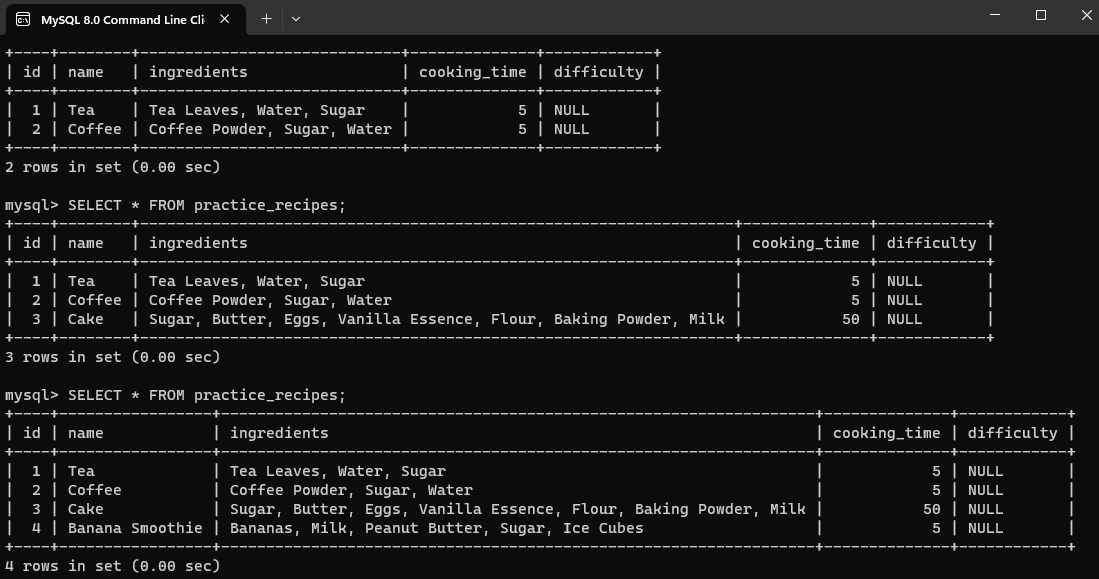 MySQL 8.0 Command Line Cli
+----+--------+-----------------------------+--------------+------------+
| id | name   | ingredients                 | cooking_time | difficulty |
+----+--------+-----------------------------+--------------+------------+
|  1 | Tea    | Tea Leaves, Water, Sugar    |            5 | NULL       |
|  2 | Coffee | Coffee Powder, Sugar, Water |            5 | NULL       |
+----+--------+-----------------------------+--------------+------------+
2 rows in set (0.00 sec)
mysql> SELECT * FROM practice_recipes;
+----+--------+------------------------------------------------------------------+--------------+------------+
| id | name   | ingredients                                                      | cooking_time | difficulty |
+----+--------+------------------------------------------------------------------+--------------+------------+
|  1 | Tea    | Tea Leaves, Water, Sugar                                         |            5 | NULL       |
|  2 | Coffee | Coffee Powder, Sugar, Water                                      |            5 | NULL       |
|  3 | Cake   | Sugar, Butter, Eggs, Vanilla Essence, Flour, Baking Powder, Milk |           50 | NULL       |
+----+--------+------------------------------------------------------------------+--------------+------------+
3 rows in set (0.00 sec)
mysql> SELECT * FROM practice_recipes;
+----+-----------------+------------------------------------------------------------------+--------------+------------+
| id | name            | ingredients                                                      | cooking_time | difficulty |
+----+-----------------+------------------------------------------------------------------+--------------+------------+
|  1 | Tea             | Tea Leaves, Water, Sugar                                         |            5 | NULL       |
|  2 | Coffee          | Coffee Powder, Sugar, Water                                      |            5 | NULL       |
|  3 | Cake            | Sugar, Butter, Eggs, Vanilla Essence, Flour, Baking Powder, Milk |           50 | NULL       |
|  4 | Banana Smoothie | Bananas, Milk, Peanut Butter, Sugar, Ice Cubes                   |            5 | NULL       |
+----+-----------------+------------------------------------------------------------------+--------------+------------+
4 rows in set (0.00 sec)